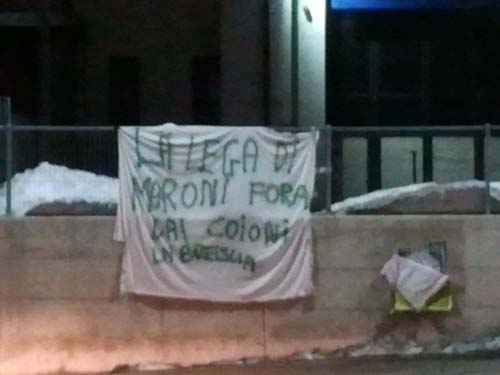 LA LEGA DI
MARONI FORA
DAI COIONI
LN BRESCIA